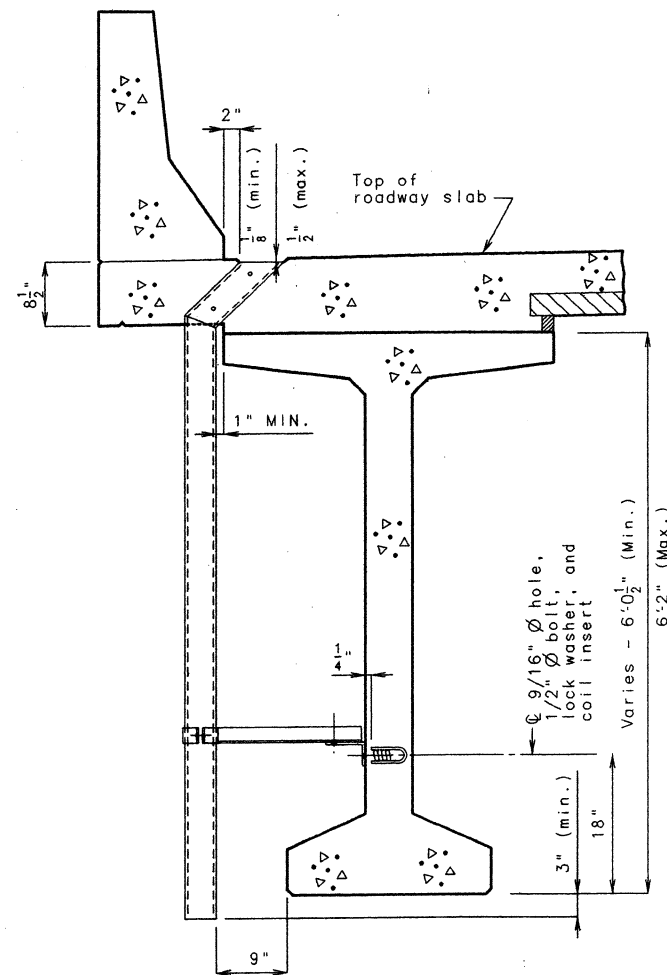 2"
1/8" (min.)
1/2" (max.)
Top of
roadway slab
8 1/2"
1" MIN.
1/4"
℄ 9/16" Ø hole,
1/2" Ø bolt,
lock washer, and
coil insert
Varies - 6'-0 1/2" (Min.)
6'-2" (Max.)
3" (min.)
18"
9"